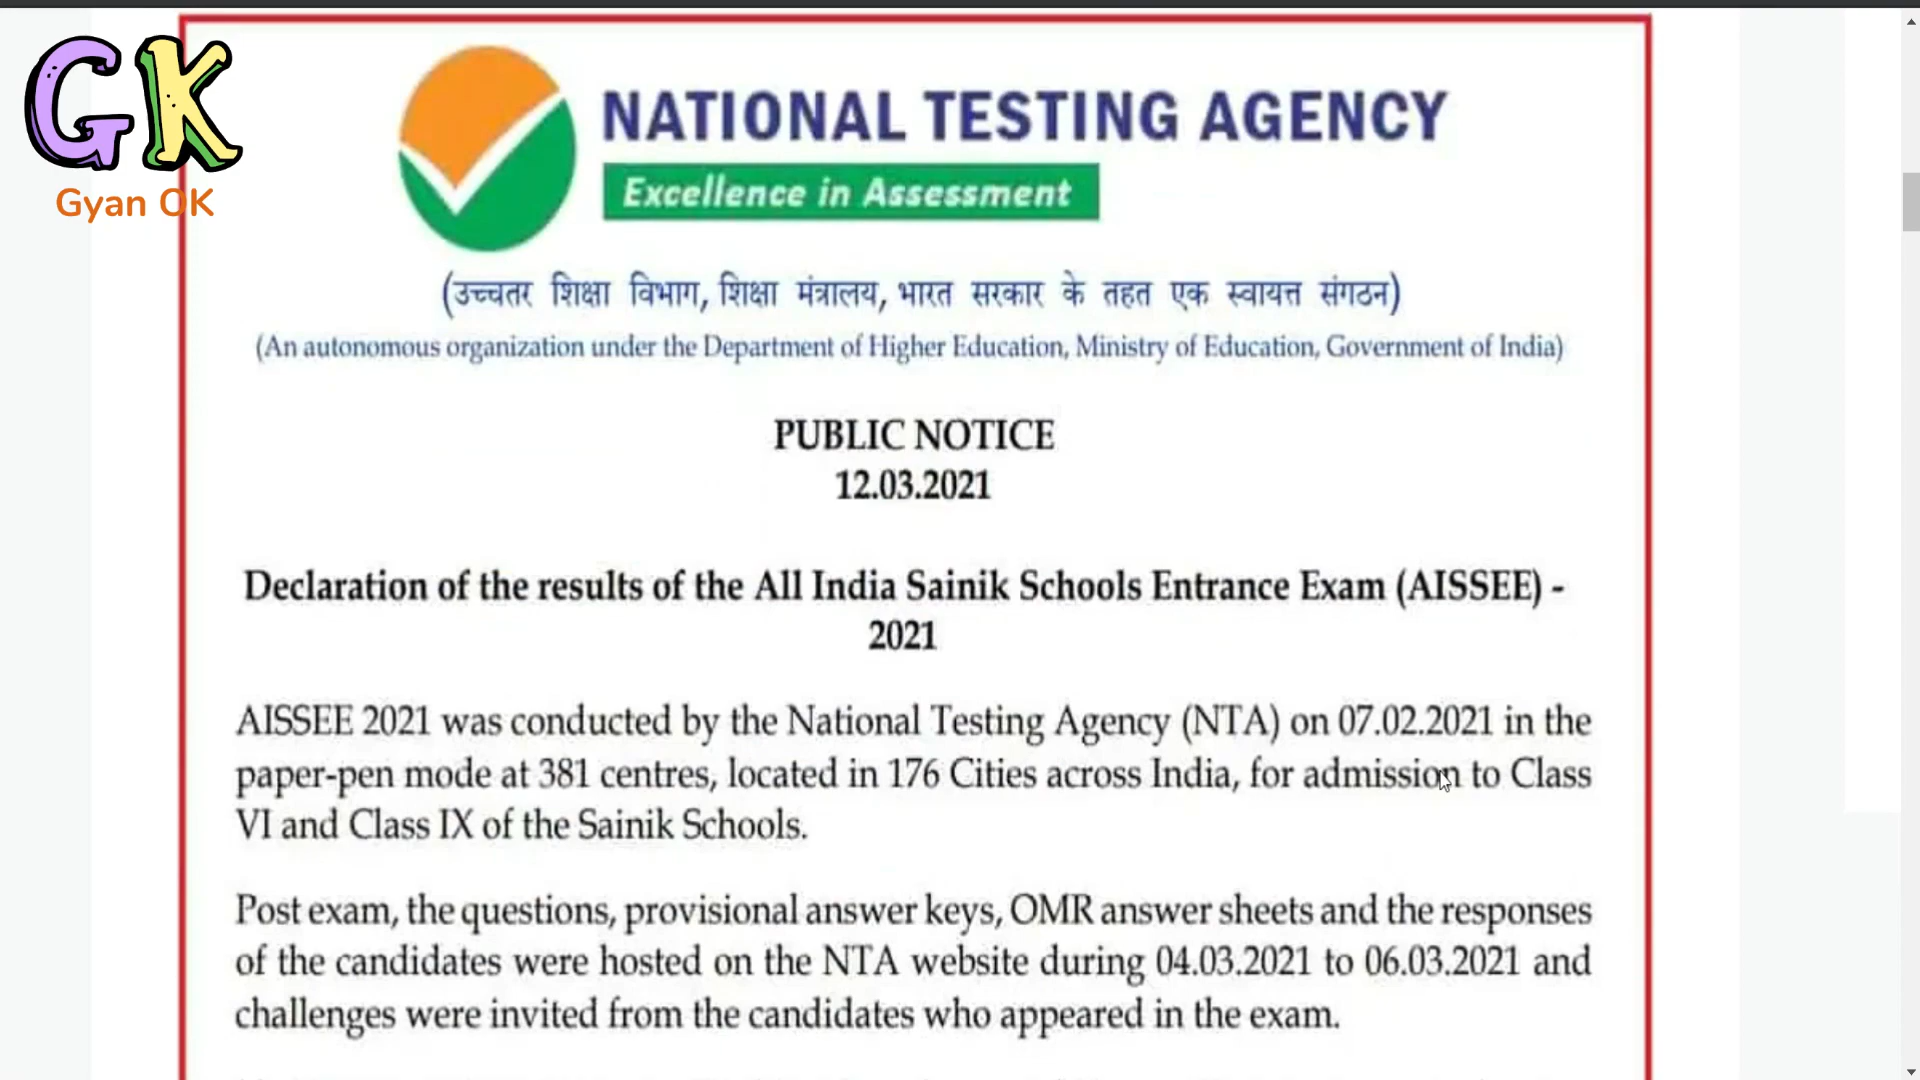 GK
Gyan OK
NATIONAL TESTING AGENCY
Excellence in Assessment
(उच्चतर शिक्षा विभाग, शिक्षा मंत्रालय, भारत सरकार के तहत एक स्वायत्त संगठन)
(An autonomous organization under the Department of Higher Education, Ministry of Education, Government of India)
PUBLIC NOTICE
12.03.2021
Declaration of the results of the All India Sainik Schools Entrance Exam (AISSEE) -
2021
AISSEE 2021 was conducted by the National Testing Agency (NTA) on 07.02.2021 in the
paper-pen mode at 381 centres, located in 176 Cities across India, for admission to Class
VI and Class IX of the Sainik Schools.
Post exam, the questions, provisional answer keys, OMR answer sheets and the responses
of the candidates were hosted on the NTA website during 04.03.2021 to 06.03.2021 and
challenges were invited from the candidates who appeared in the exam.